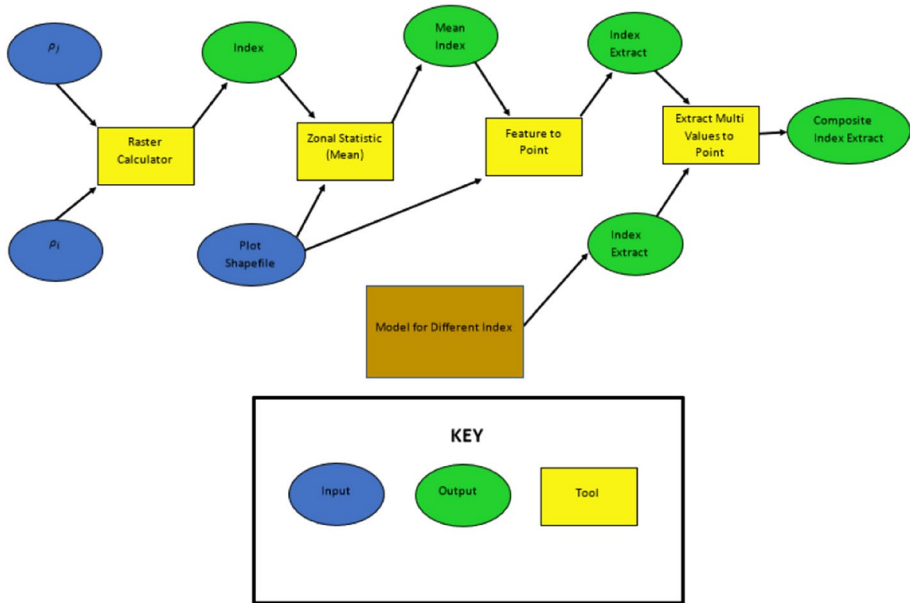 ρj
Index
Mean
Index
Index
Extract
Raster
Calculator
Zonal Statistic
(Mean)
Feature to
Point
Extract Multi
Values to
Point
Composite
Index Extract
ρi
Plot
Shapefile
Index
Extract
Model for Different Index
KEY
Input
Output
Tool